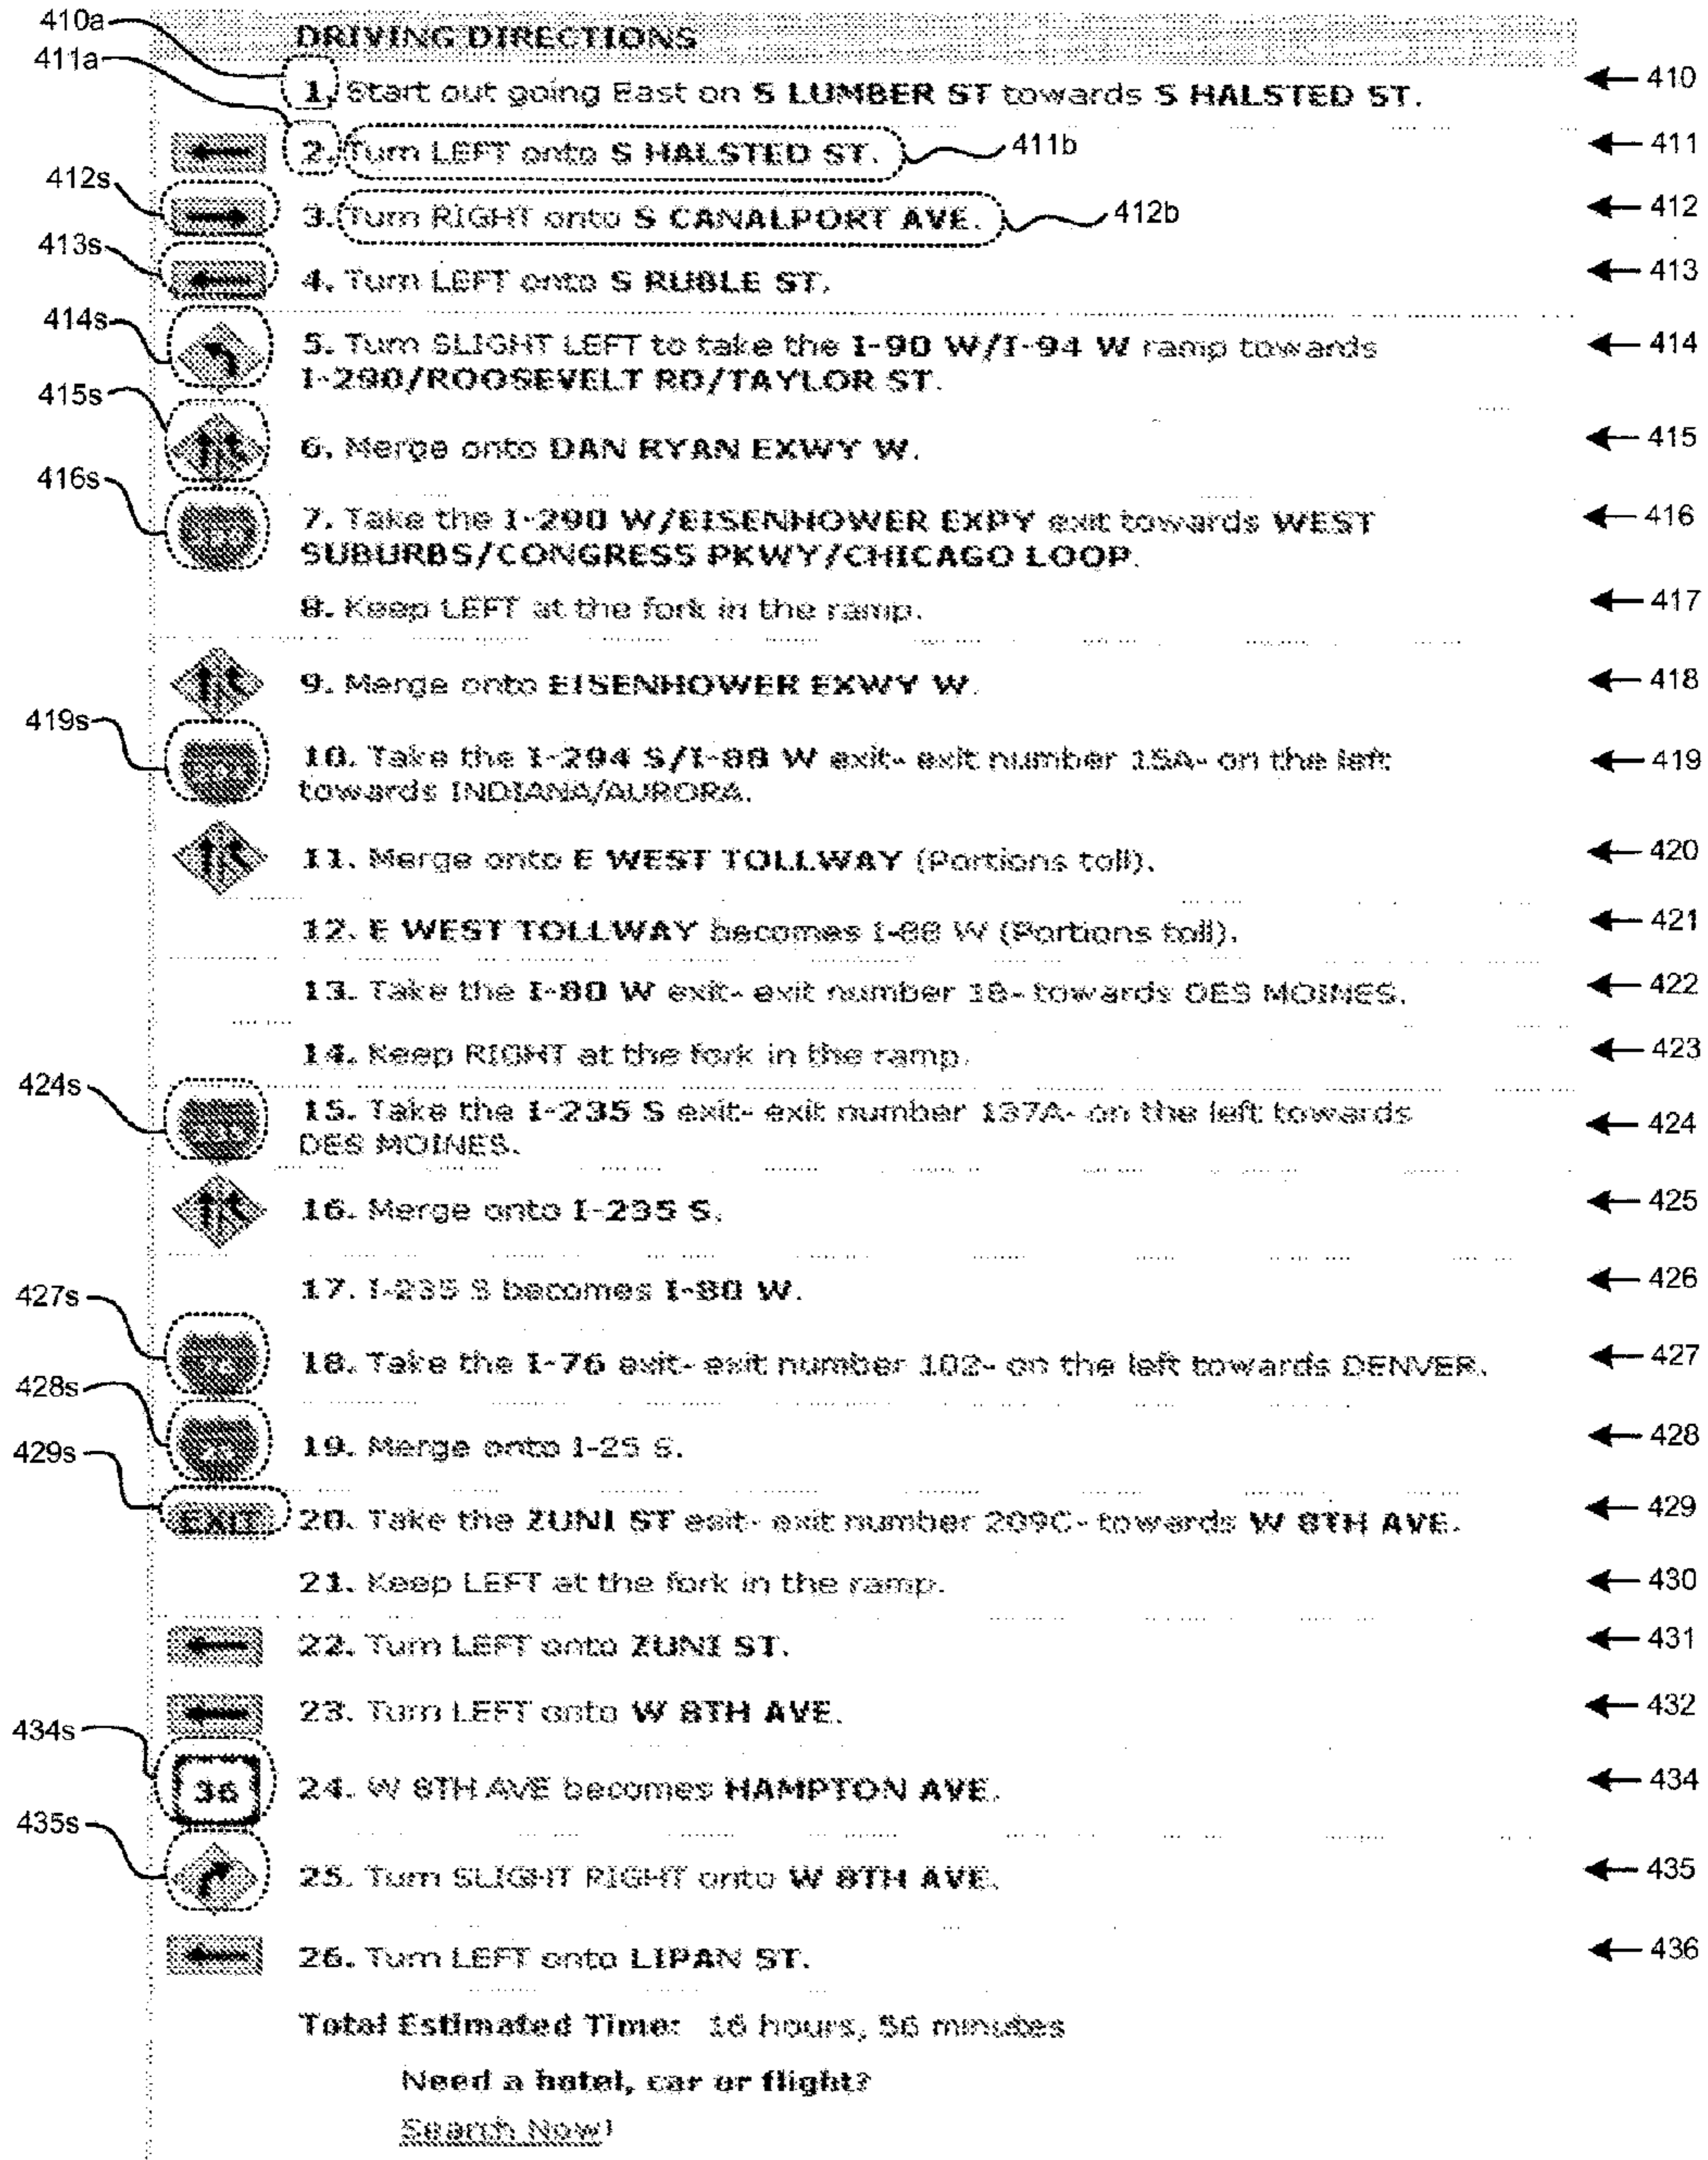 DRIVING DIRECTIONS
410a
1. Start out going East on S LUMBER ST towards S HALSTED ST.
410
411a
2. Turn LEFT onto S HALSTED ST.
411b
411
412s
3. Turn RIGHT onto S CANALPORT AVE.
412b
412
413s
4. Turn LEFT onto S RUBLE ST.
413
414s
5. Turn SLIGHT LEFT to take the I-90 W/I-94 W ramp towards
I-290/ROOSEVELT RD/TAYLOR ST.
414
415s
6. Merge onto DAN RYAN EXWY W.
415
416s
7. Take the I-290 W/EISENHOWER EXPY exit towards WEST
SUBURBS/CONGRESS PKWY/CHICAGO LOOP.
416
8. Keep LEFT at the fork in the ramp.
417
9. Merge onto EISENHOWER EXWY W.
418
419s
10. Take the I-294 S/I-88 W exit- exit number 15A- on the left
towards INDIANA/AURORA.
419
11. Merge onto E WEST TOLLWAY (Portions toll).
420
12. E WEST TOLLWAY becomes I-88 W (Portions toll).
421
13. Take the I-80 W exit- exit number 1B- towards DES MOINES.
422
14. Keep RIGHT at the fork in the ramp.
423
424s
15. Take the I-235 S exit- exit number 137A- on the left towards
DES MOINES.
424
16. Merge onto I-235 S.
425
17. I-235 S becomes I-80 W.
426
427s
18. Take the I-76 exit- exit number 102- on the left towards DENVER.
427
428s
19. Merge onto I-25 S.
428
429s
EXIT
20. Take the ZUNI ST exit- exit number 209C- towards W 8TH AVE.
429
21. Keep LEFT at the fork in the ramp.
430
22. Turn LEFT onto ZUNI ST.
431
23. Turn LEFT onto W 8TH AVE.
432
434s
36
24. W 8TH AVE becomes HAMPTON AVE.
434
435s
25. Turn SLIGHT RIGHT onto W 8TH AVE.
435
26. Turn LEFT onto LIPAN ST.
436
Total Estimated Time: 16 hours, 56 minutes
Need a hotel, car or flight?
Search Now!